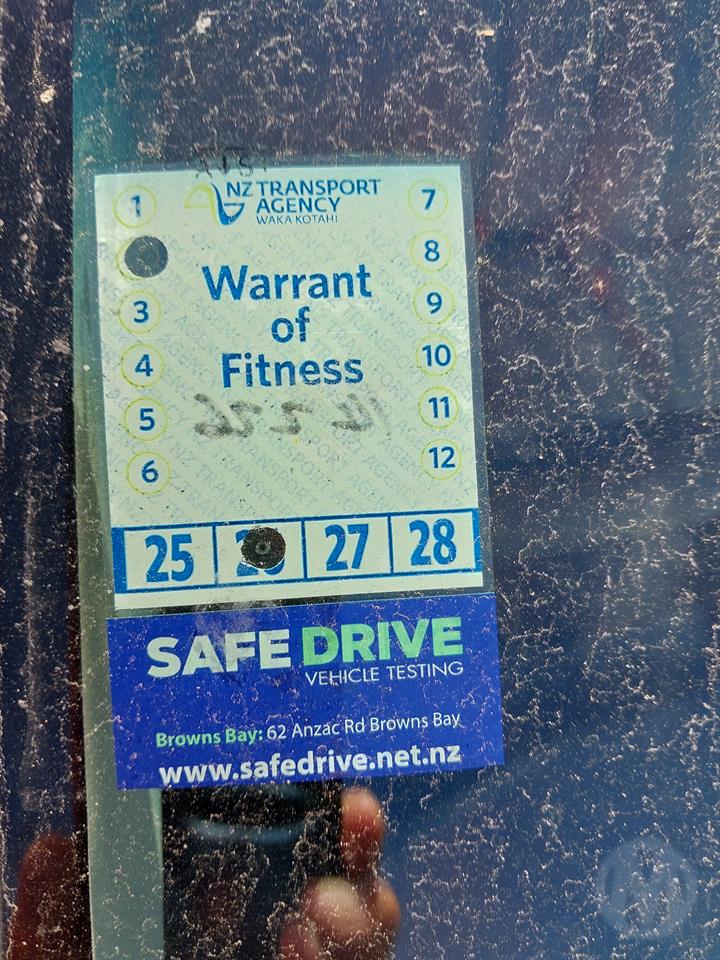 NZ TRANSPORT
AGENCY
WAKA KOTAHI
1
7
8
Warrant
of
Fitness
3
9
4
10
5
11
6
12
25
27
28
SAFE DRIVE
VEHICLE TESTING
Browns Bay: 62 Anzac Rd Browns Bay
www.safedrive.net.nz